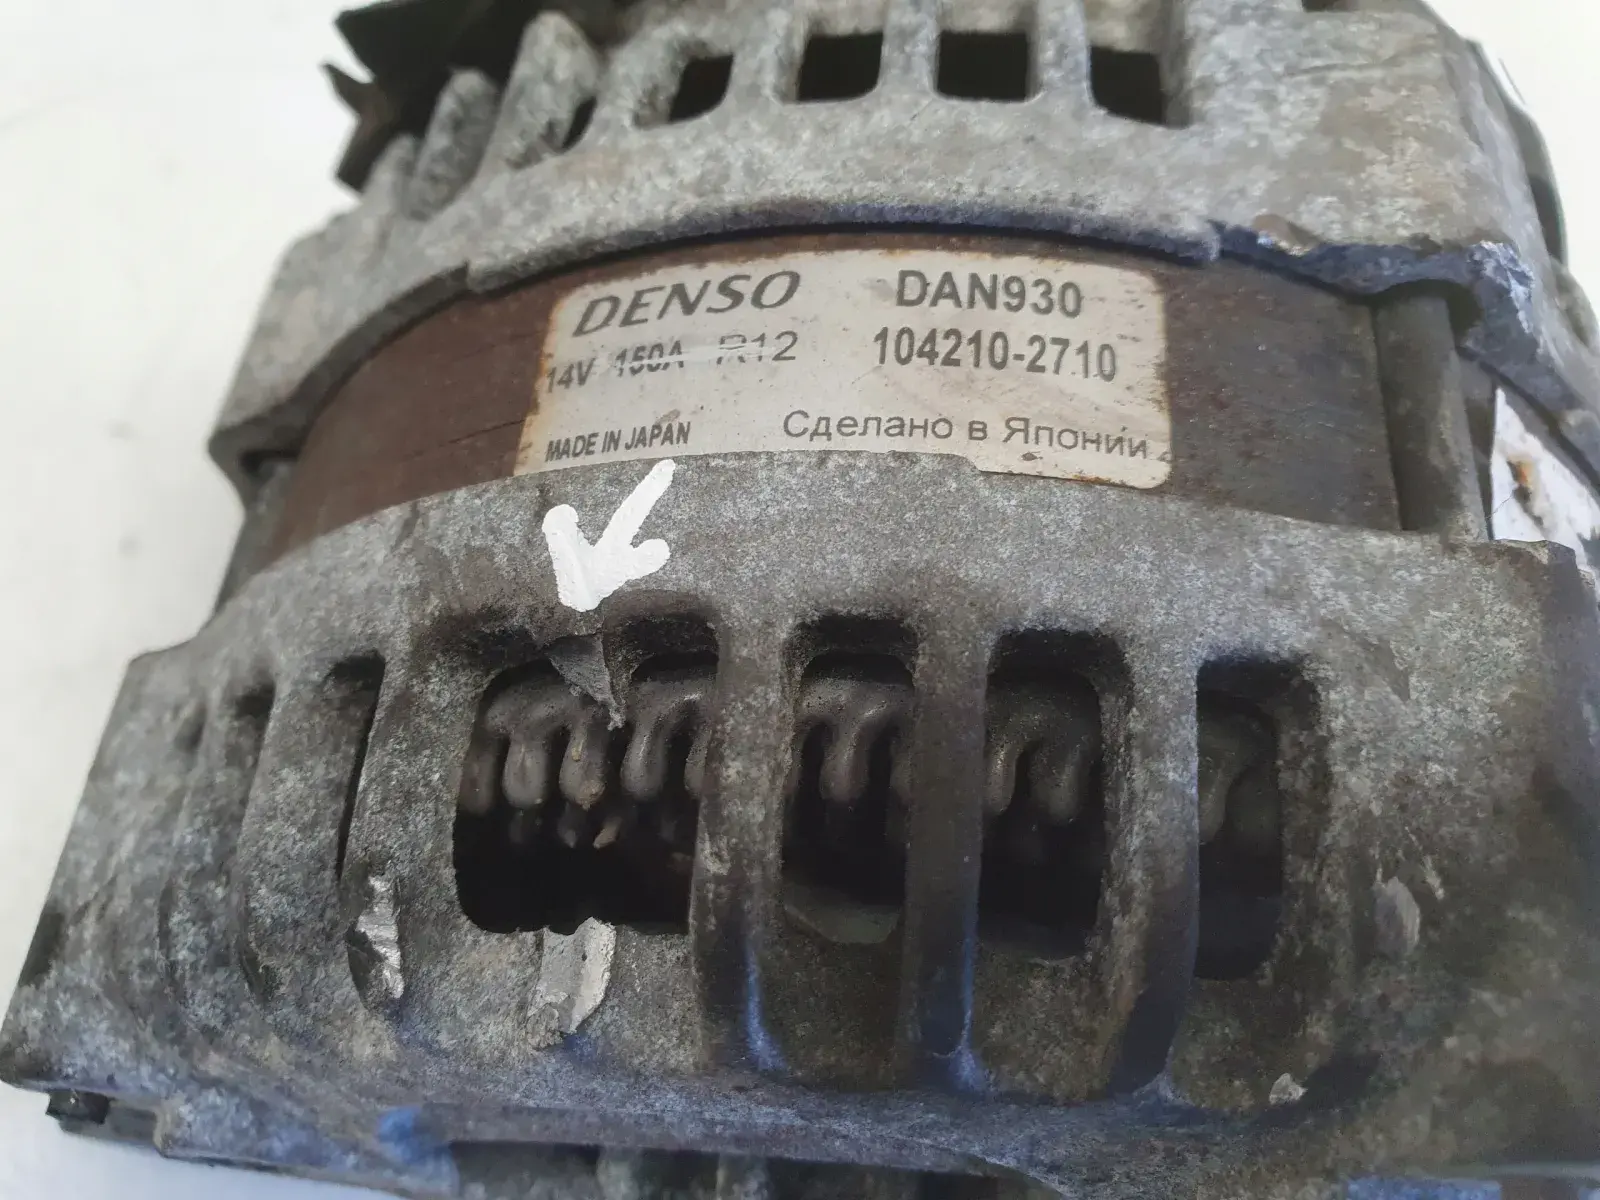 DENSO DAN930
14V 150A R12 104210-2710
MADE IN JAPAN Сделано в Японии